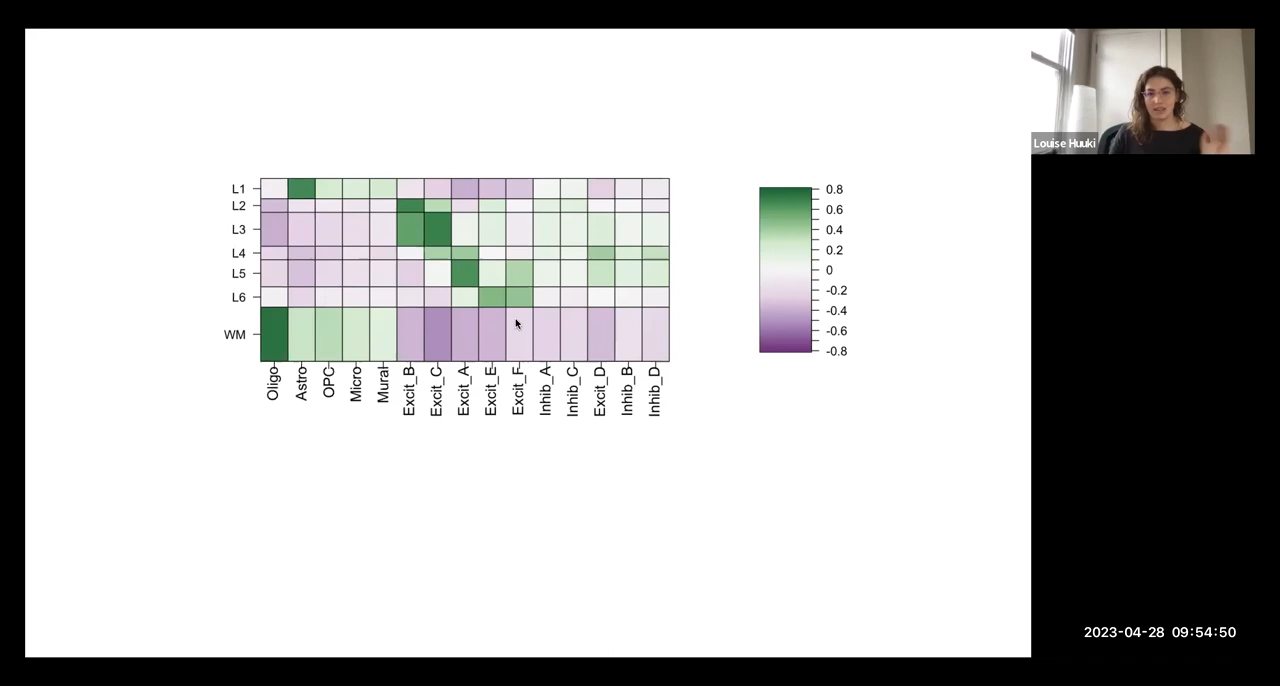 Louise Huuki
L1
L2
L3
L4
L5
L6
WM
Oligo
Astro
OPC
Micro
Mural
Excit_B
Excit_C
Excit_A
Excit_E
Excit_F
Inhib_A
Inhib_C
Excit_D
Inhib_B
Inhib_D
0.8
0.6
0.4
0.2
0
-0.2
-0.4
-0.6
-0.8
2023-04-28 09:54:50